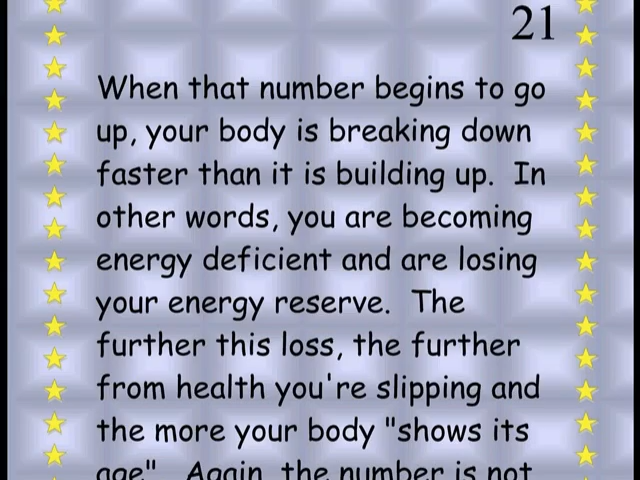 21
When that number begins to go
up, your body is breaking down
faster than it is building up.  In
other words, you are becoming
energy deficient and are losing
your energy reserve.  The
further this loss, the further
from health you're slipping and
the more your body "shows its
age".  Again, the number is not